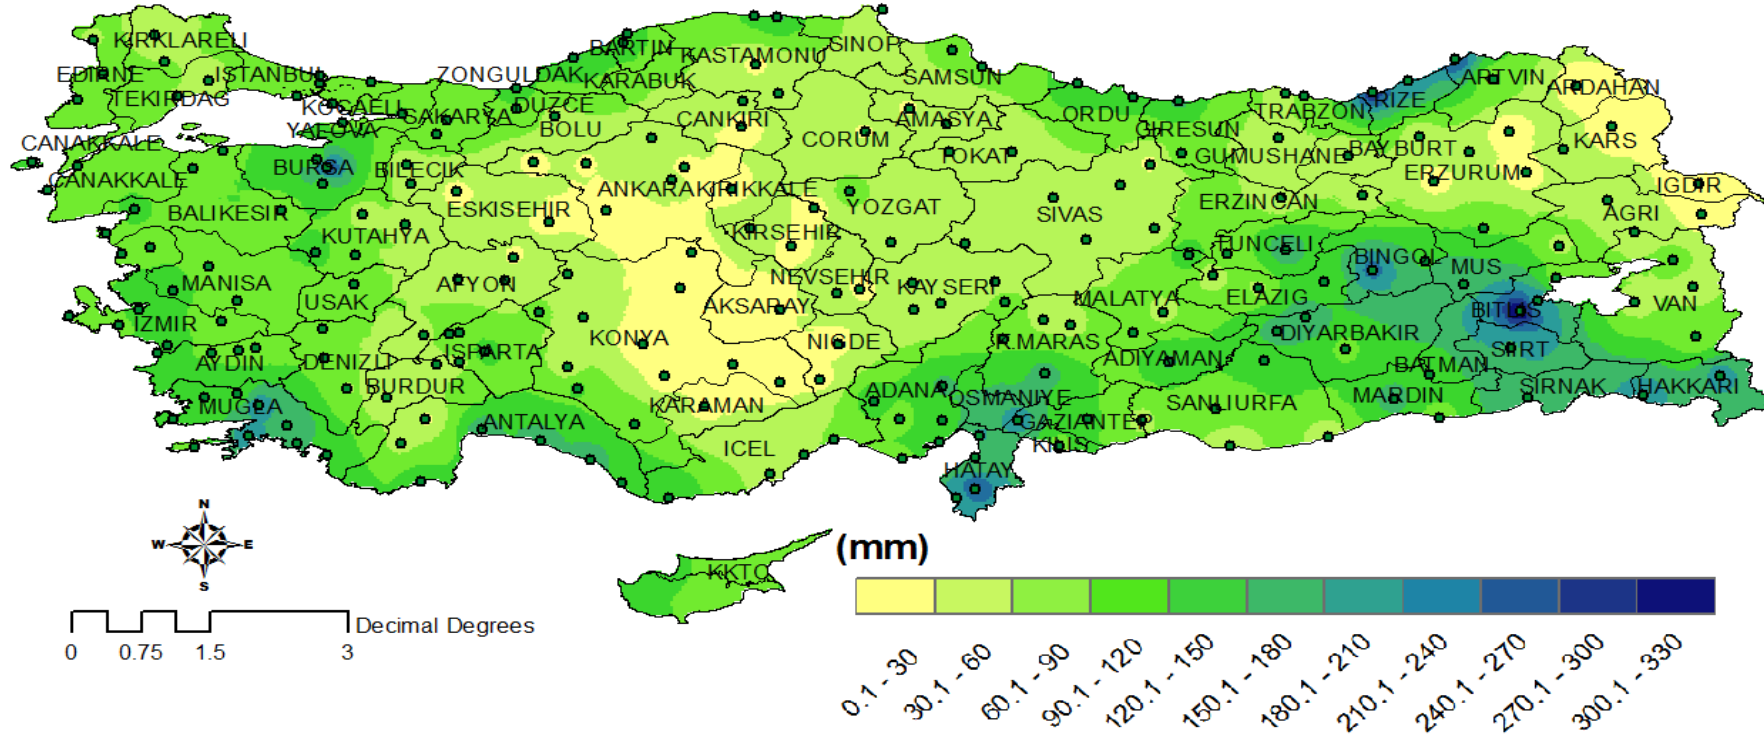 KIRKLARELI
EDIRNE
ISTANBUL
TEKIRDAG
KOCAELI
YALOVA
SAKARYA
DUZCE
BOLU
ZONGULDAK
BARTIN
KARABUK
KASTAMONU
SINOP
SAMSUN
CANKIRI
CORUM
AMASYA
TOKAT
ORDU
GIRESUN
TRABZON
RIZE
ARTVIN
ARDAHAN
GUMUSHANE
BAYBURT
ERZURUM
KARS
IGDIR
AGRI
CANAKKALE
CANAKKALE
BURSA
BILECIK
BALIKESIR
ESKISEHIR
ANKARA
KIRIKKALE
YOZGAT
SIVAS
ERZINCAN
KUTAHYA
KIRSEHIR
TUNCELI
BINGOL
MUS
MANISA
USAK
AFYON
NEVSEHIR
KAYSERI
AKSARAY
MALATYA
ELAZIG
BITLIS
VAN
IZMIR
KONYA
NIGDE
K.MARAS
DIYARBAKIR
SIIRT
AYDIN
DENIZLI
ISPARTA
BURDUR
ADIYAMAN
BATMAN
MUGLA
KARAMAN
ADANA
OSMANIYE
SANLIURFA
MARDIN
SIRNAK
HAKKARI
ANTALYA
GAZIANTEP
KILIS
ICEL
HATAY
KKTC
N
W
E
S
0
0.75
1.5
3
Decimal Degrees
(mm)
0.1 - 30
30.1 - 60
60.1 - 90
90.1 - 120
120.1 - 150
150.1 - 180
180.1 - 210
210.1 - 240
240.1 - 270
270.1 - 300
300.1 - 330